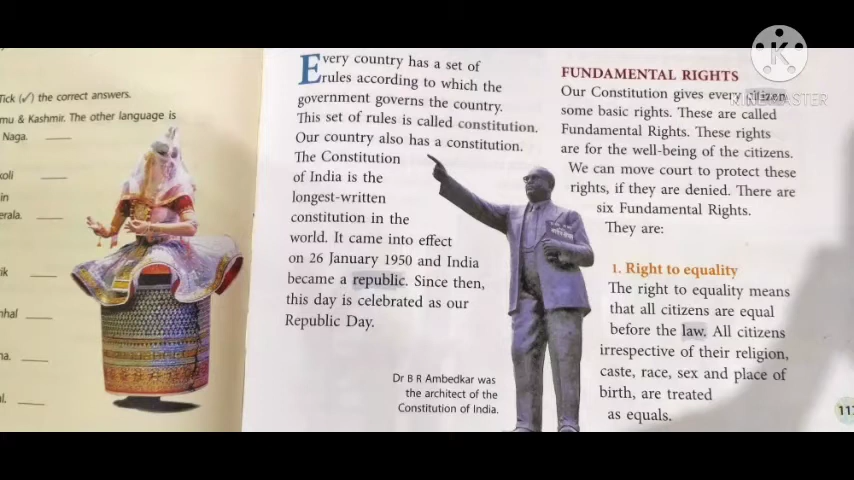 Tick (✓) the correct answers.
mu & Kashmir. The other language is
Naga.
koli
in
erala.
ik
nhal
na.
al.
Every country has a set of
rules according to which the
government governs the country.
This set of rules is called constitution.
Our country also has a constitution.
The Constitution
of India is the
longest-written
constitution in the
world. It came into effect
on 26 January 1950 and India
became a republic. Since then,
this day is celebrated as our
Republic Day.
Dr B R Ambedkar was
the architect of the
Constitution of India.
FUNDAMENTAL RIGHTS
Our Constitution gives every citizen
some basic rights. These are called
Fundamental Rights. These rights
are for the well-being of the citizens.
We can move court to protect these
rights, if they are denied. There are
six Fundamental Rights.
They are:
1. Right to equality
The right to equality means
that all citizens are equal
before the law. All citizens
irrespective of their religion,
caste, race, sex and place of
birth, are treated
as equals.
K
KINEMASTER